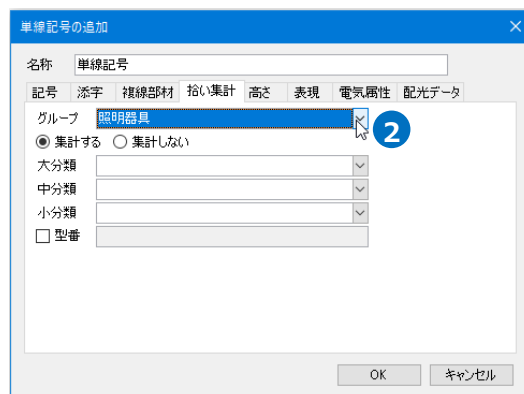 単線記号の追加
名称 単線記号
記号 添字 複線部材 拾い集計 高さ 表現 電気属性 配光データ
グループ 照明器具
2
集計する 集計しない
大分類
中分類
小分類
型番
OK キャンセル